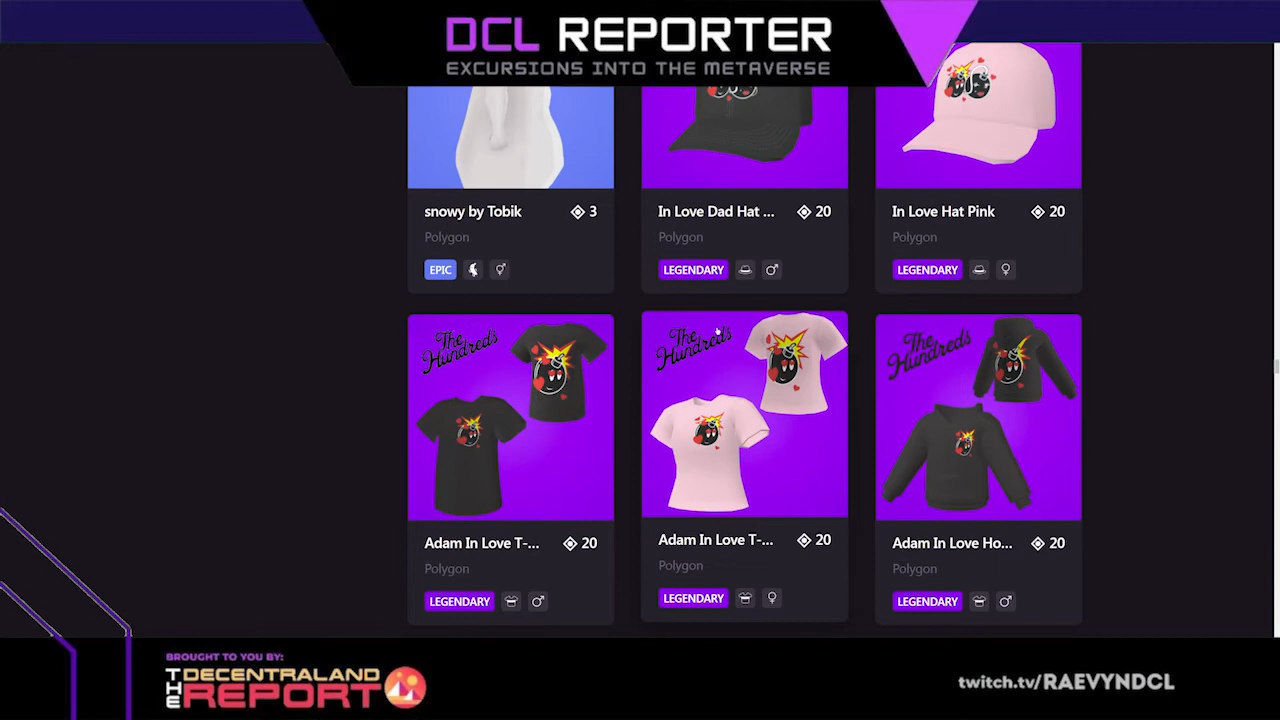 DCL REPORTER
EXCURSIONS INTO THE METAVERSE
snowy by Tobik
3
Polygon
EPIC
In Love Dad Hat ...
20
Polygon
LEGENDARY
In Love Hat Pink
20
Polygon
LEGENDARY
The
Hundreds
Adam In Love T-...
20
Polygon
LEGENDARY
The
Hundreds
Adam In Love T-...
20
Polygon
LEGENDARY
The
Hundreds
Adam In Love Ho...
20
Polygon
LEGENDARY
BROUGHT TO YOU BY:
THE
DECENTRALAND
REPORT
twitch.tv/RAEVYNDCL